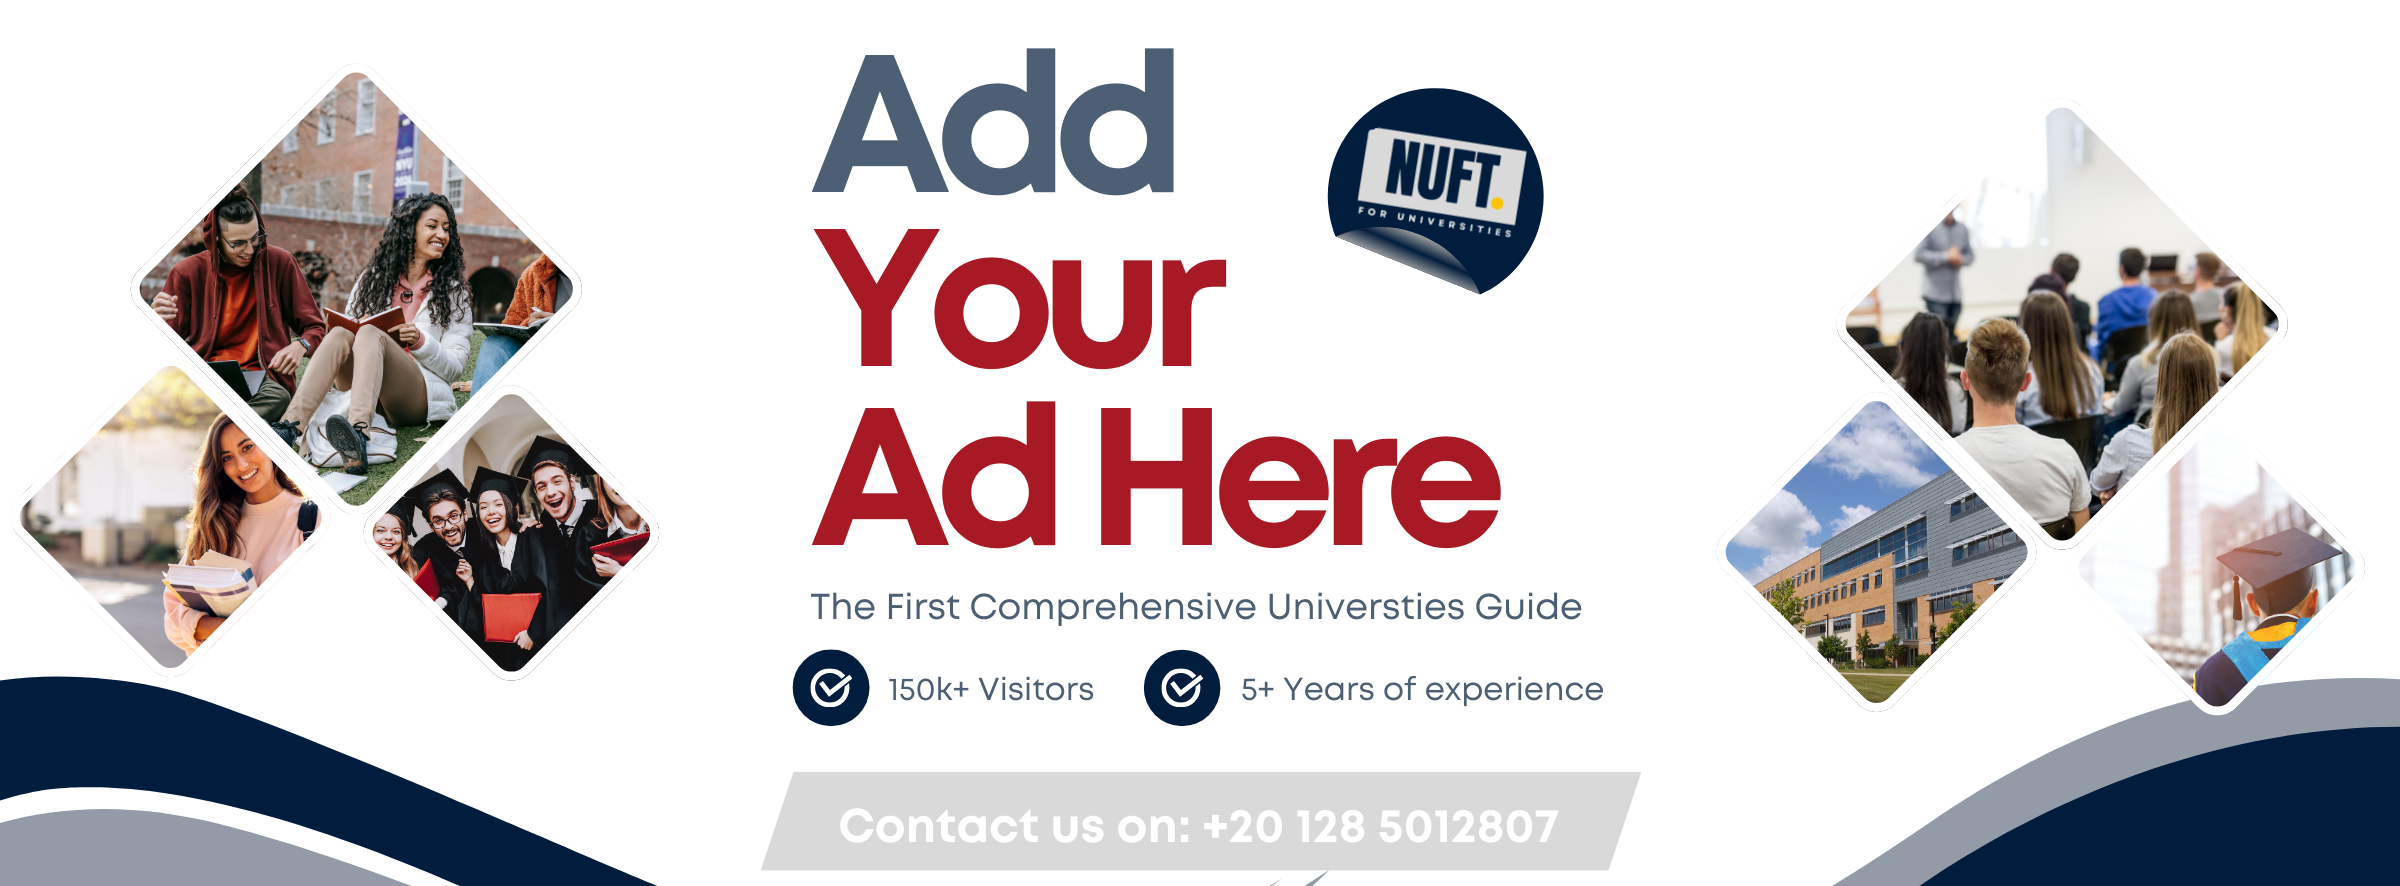 Add
Your
Ad Here
NUFT.
FOR UNIVERSITIES
The First Comprehensive Universties Guide
150k+ Visitors
5+ Years of experience
Contact us on: +20 128 5012807
NYU